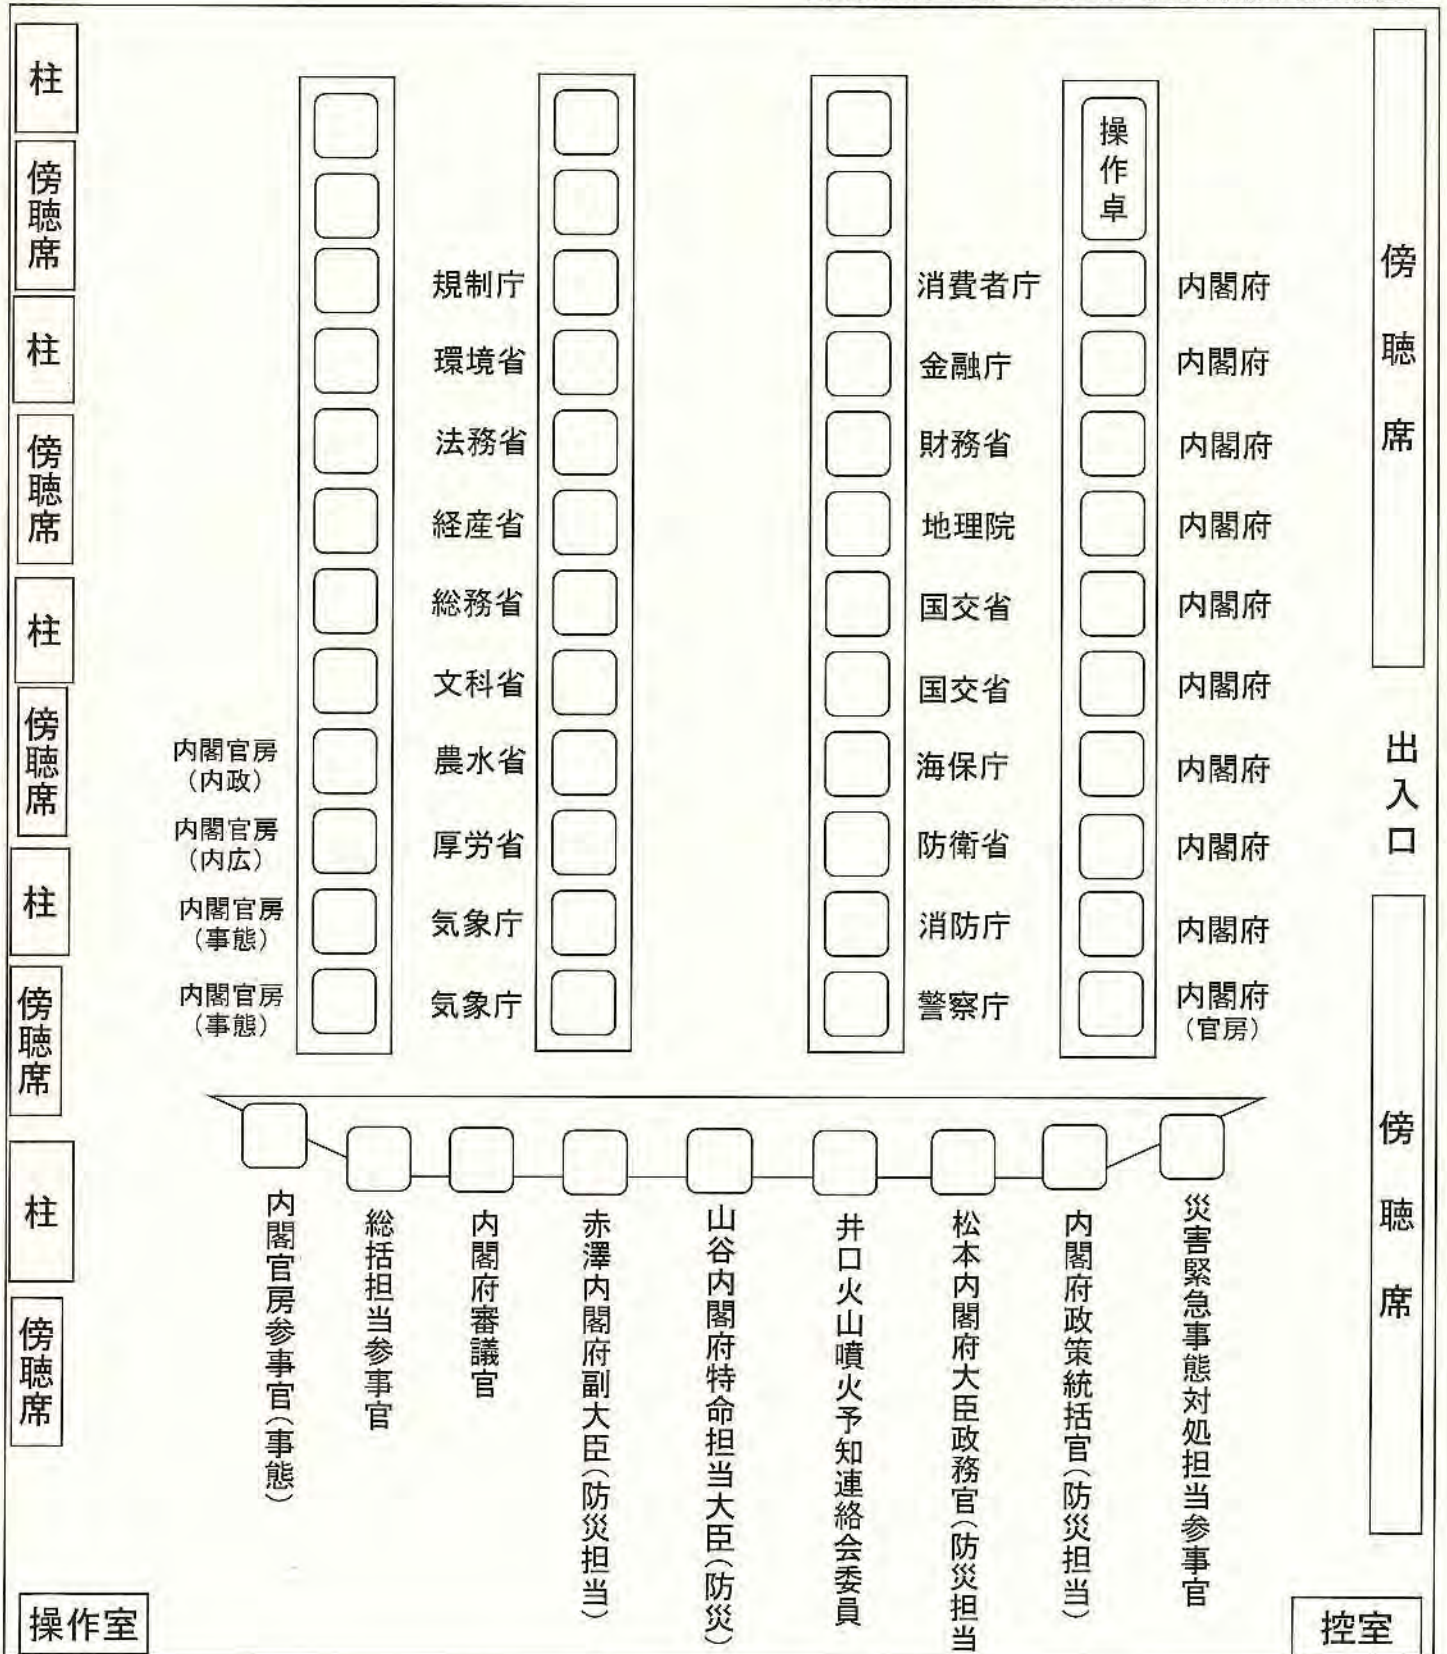 柱
傍聴席
柱
傍聴席
柱
傍聴席
柱
傍聴席
柱
傍聴席
操作室
内閣官房
(内政)
内閣官房
(内広)
内閣官房
(事態)
内閣官房
(事態)
規制庁
環境省
法務省
経産省
総務省
文科省
農水省
厚労省
気象庁
気象庁
消費者庁
金融庁
財務省
地理院
国交省
国交省
海保庁
防衛省
消防庁
警察庁
操作卓
内閣府
内閣府
内閣府
内閣府
内閣府
内閣府
内閣府
内閣府
内閣府
内閣府
(官房)
傍聴席
出入口
傍聴席
内閣官房参事官(事態)
総括担当参事官
内閣府審議官
赤澤内閣府副大臣(防災担当)
山谷内閣府特命担当大臣(防災)
井口火山噴火予知連絡会委員
松本内閣府大臣政務官(防災担当
内閣府政策統括官(防災担当)
災害緊急事態対処担当参事官
控室